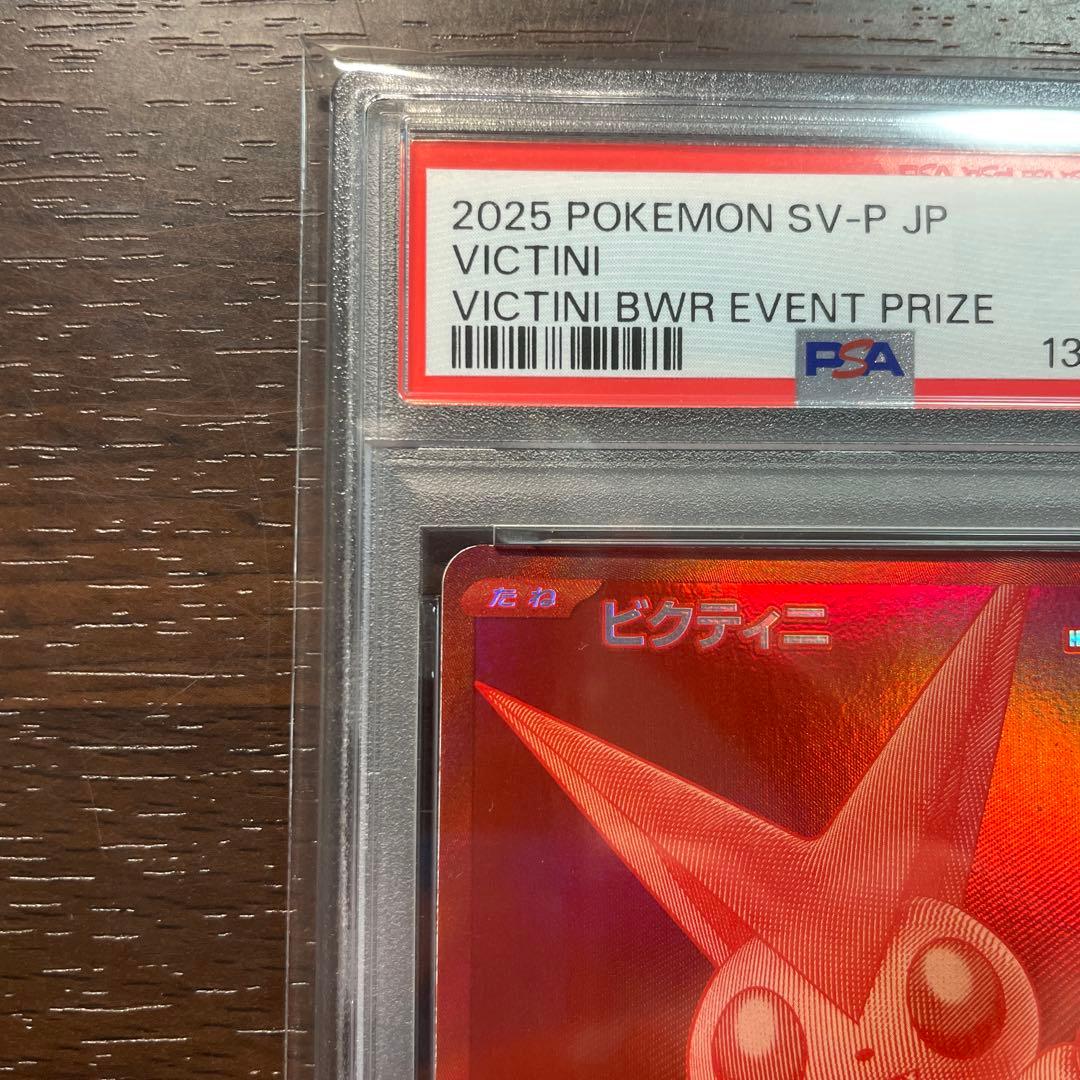 2025 POKEMON SV-P JP
VICTINI
VICTINI BWR EVENT PRIZE
PSA
13
たね
ビクティニ